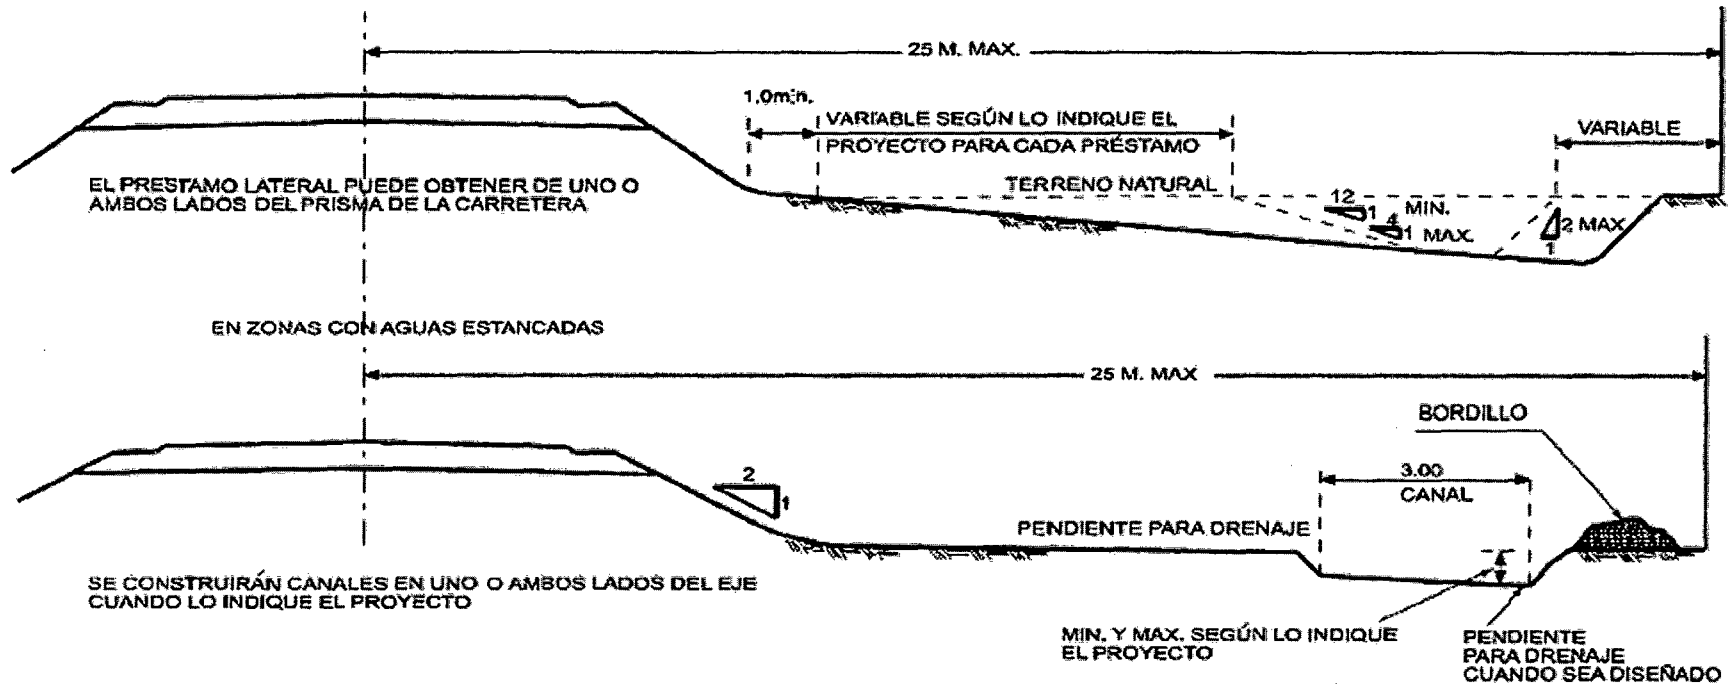 25 M. MAX.
1.0min.
VARIABLE SEGÚN LO INDIQUE EL
PROYECTO PARA CADA PRÉSTAMO
VARIABLE
EL PRESTAMO LATERAL PUEDE OBTENER DE UNO O
AMBOS LADOS DEL PRISMA DE LA CARRETERA
TERRENO NATURAL
12
1
MIN.
4
1
MAX.
2 MAX
1
EN ZONAS CON AGUAS ESTANCADAS
25 M. MAX
BORDILLO
3.00
CANAL
2
1
PENDIENTE PARA DRENAJE
SE CONSTRUIRÁN CANALES EN UNO O AMBOS LADOS DEL EJE
CUANDO LO INDIQUE EL PROYECTO
MIN. Y MAX. SEGÚN LO INDIQUE
EL PROYECTO
PENDIENTE
PARA DRENAJE
CUANDO SEA DISEÑADO